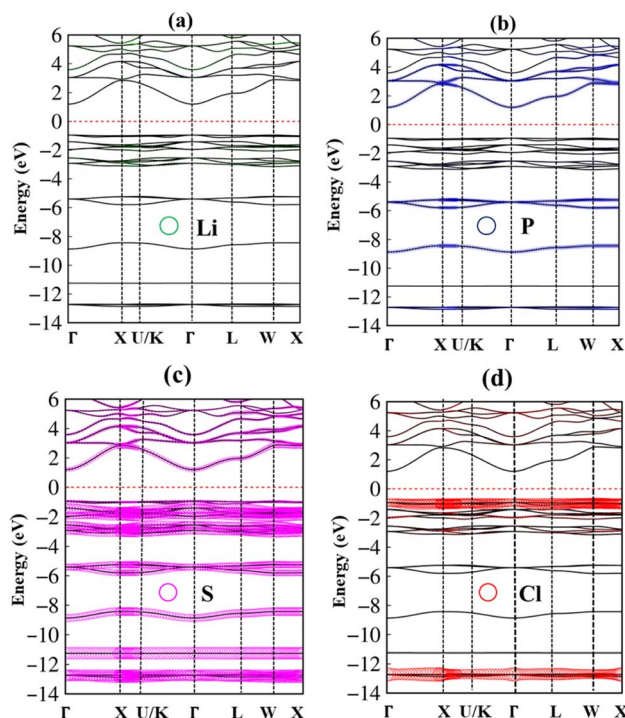 (a)
6
4
2
0
−2
−4
−6
−8
−10
−12
−14
Energy (eV)
Li
Γ X U/K Γ L W X
(b)
6
4
2
0
−2
−4
−6
−8
−10
−12
−14
Energy (eV)
P
Γ X U/K Γ L W X
(c)
6
4
2
0
−2
−4
−6
−8
−10
−12
−14
Energy (eV)
S
Γ X U/K Γ L W X
(d)
6
4
2
0
−2
−4
−6
−8
−10
−12
−14
Energy (eV)
Cl
Γ X U/K Γ L W X